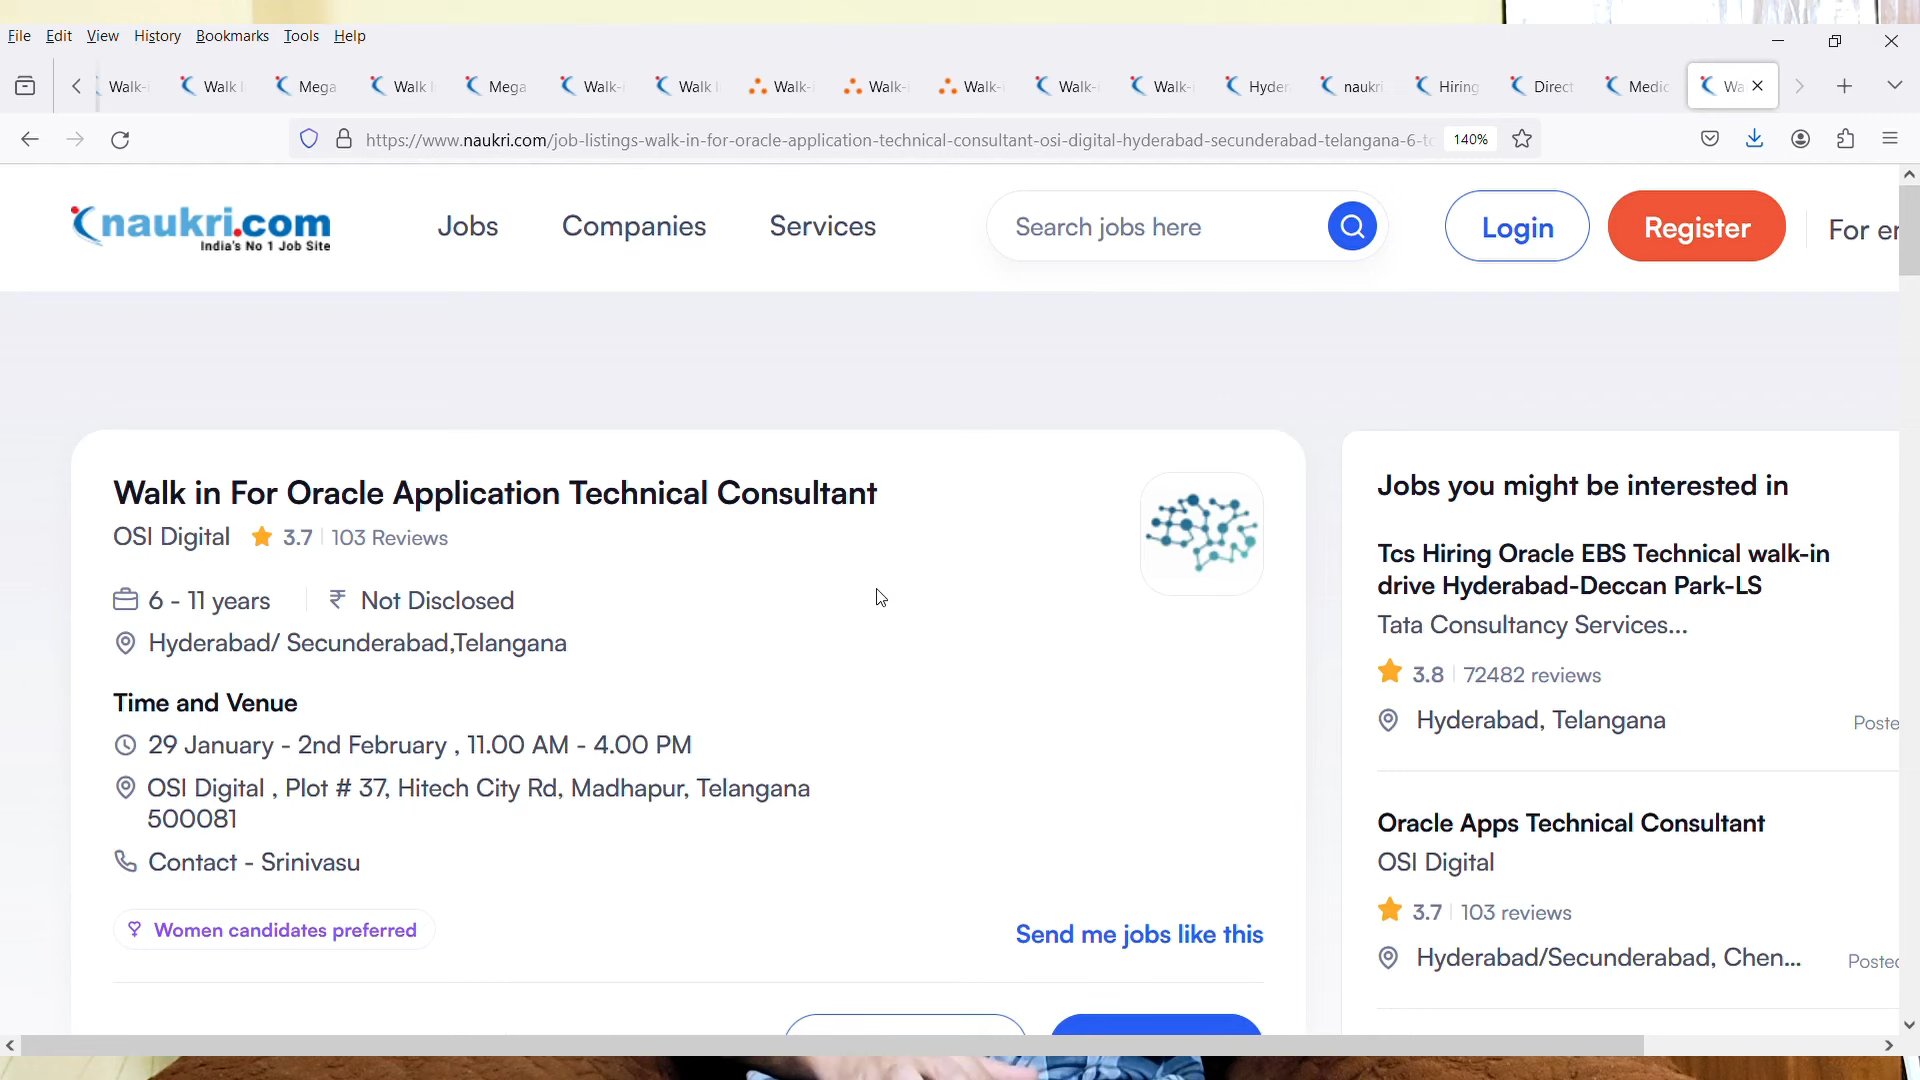 File Edit View History Bookmarks Tools Help
Walk-i Walk I Mega Walk I Mega Walk- Walk I Walk- Walk- Walk- Walk- Walk-i Hyder naukri. Hiring Direct Medic Wa
https://www.naukri.com/job-listings-walk-in-for-oracle-application-technical-consultant-osi-digital-hyderabad-secunderabad-telangana-6-to 140%
naukri.com
India's No 1 Job Site
Jobs Companies Services Search jobs here Login Register For er
Walk in For Oracle Application Technical Consultant
OSI Digital 3.7 103 Reviews
6 - 11 years ₹ Not Disclosed
Hyderabad/ Secunderabad,Telangana
Time and Venue
29 January - 2nd February , 11.00 AM - 4.00 PM
OSI Digital , Plot # 37, Hitech City Rd, Madhapur, Telangana
500081
Contact - Srinivasu
Women candidates preferred
Send me jobs like this
Jobs you might be interested in
Tcs Hiring Oracle EBS Technical walk-in
drive Hyderabad-Deccan Park-LS
Tata Consultancy Services...
3.8 72482 reviews
Hyderabad, Telangana Poste
Oracle Apps Technical Consultant
OSI Digital
3.7 103 reviews
Hyderabad/Secunderabad, Chen... Posted